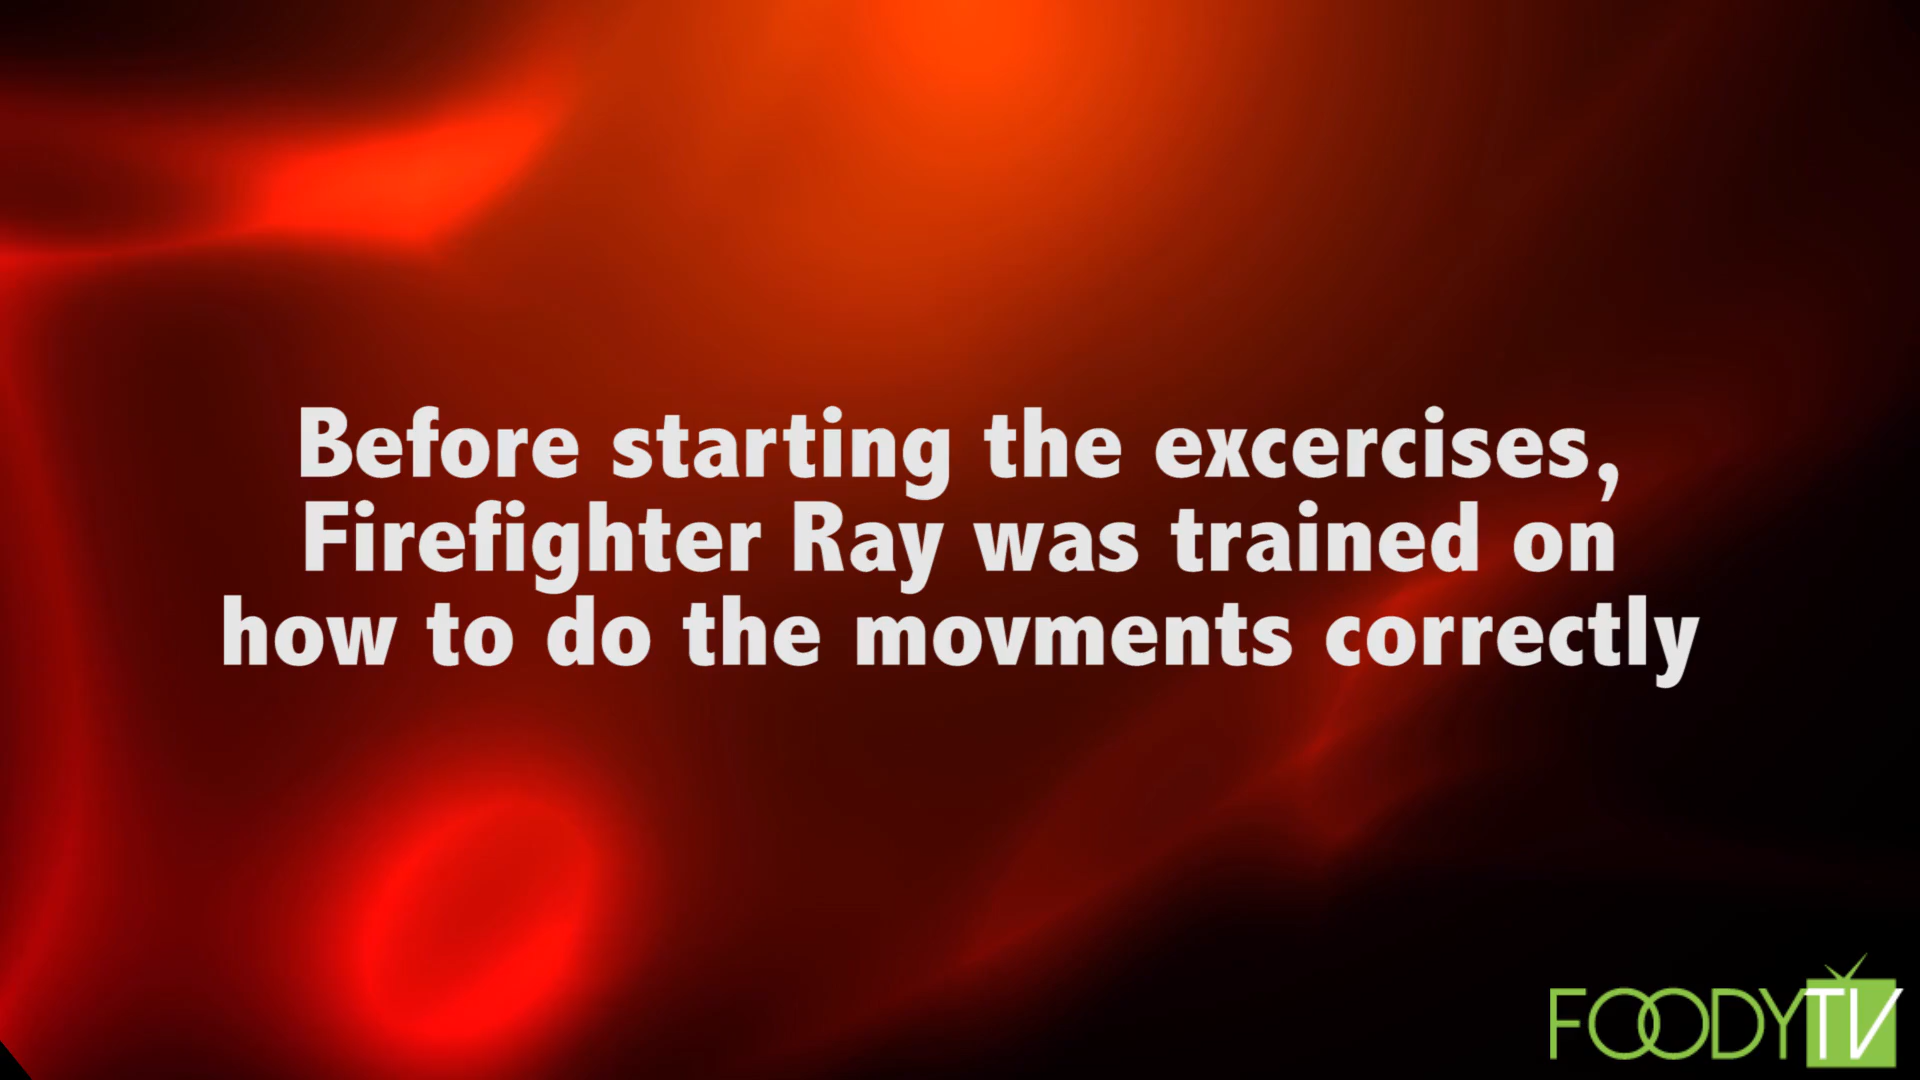 Before starting the excercises,
Firefighter Ray was trained on
how to do the movments correctly
FOODYTV